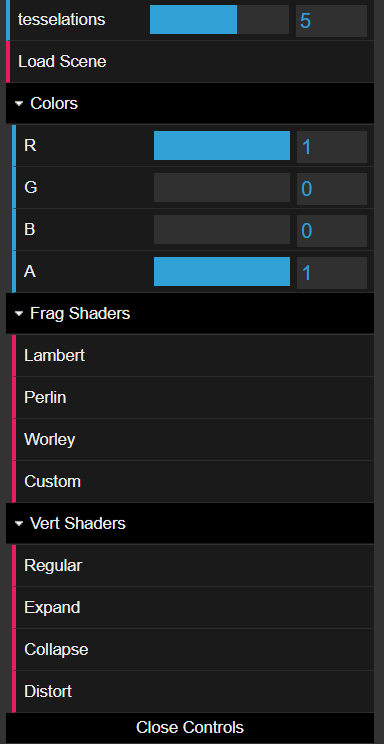 tesselations 5
Load Scene
Colors
R 1
G 0
B 0
A 1
Frag Shaders
Lambert
Perlin
Worley
Custom
Vert Shaders
Regular
Expand
Collapse
Distort
Close Controls